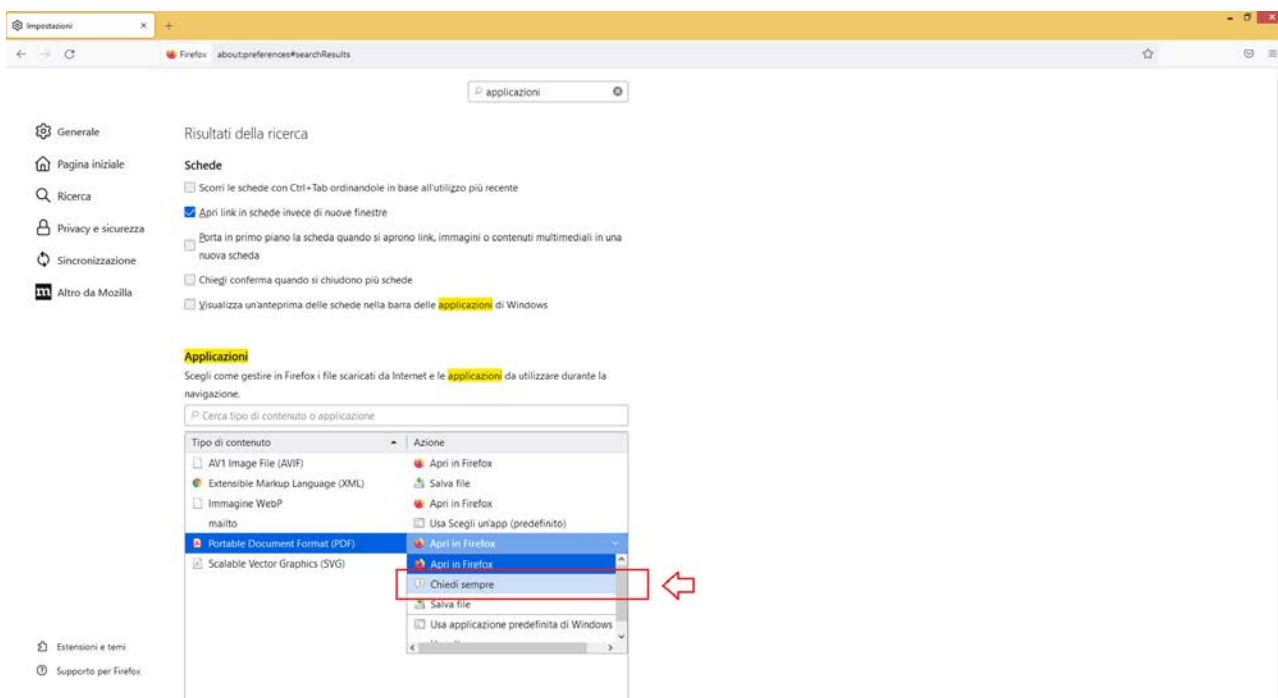 Impostazioni
Firefox about:preferences#searchResults
applicazioni
Generale
Pagina iniziale
Ricerca
Privacy e sicurezza
Sincronizzazione
Altro da Mozilla
Estensioni e temi
Supporto per Firefox
Risultati della ricerca
Schede
Scorri le schede con Ctrl+Tab ordinandole in base all'utilizzo più recente
Apri link in schede invece di nuove finestre
Porta in primo piano la scheda quando si aprono link, immagini o contenuti multimediali in una
nuova scheda
Chiedi conferma quando si chiudono più schede
Visualizza un'anteprima delle schede nella barra delle applicazioni di Windows
Applicazioni
Scegli come gestire in Firefox i file scaricati da Internet e le applicazioni da utilizzare durante la
navigazione.
Cerca tipo di contenuto o applicazione
Tipo di contenuto Azione
AV1 Image File (AVIF) Apri in Firefox
Extensible Markup Language (XML) Salva file
Immagine WebP Apri in Firefox
mailto Usa Scegli un'app (predefinito)
Portable Document Format (PDF) Apri in Firefox
Scalable Vector Graphics (SVG) Apri in Firefox
Chiedi sempre
Salva file
Usa applicazione predefinita di Windows